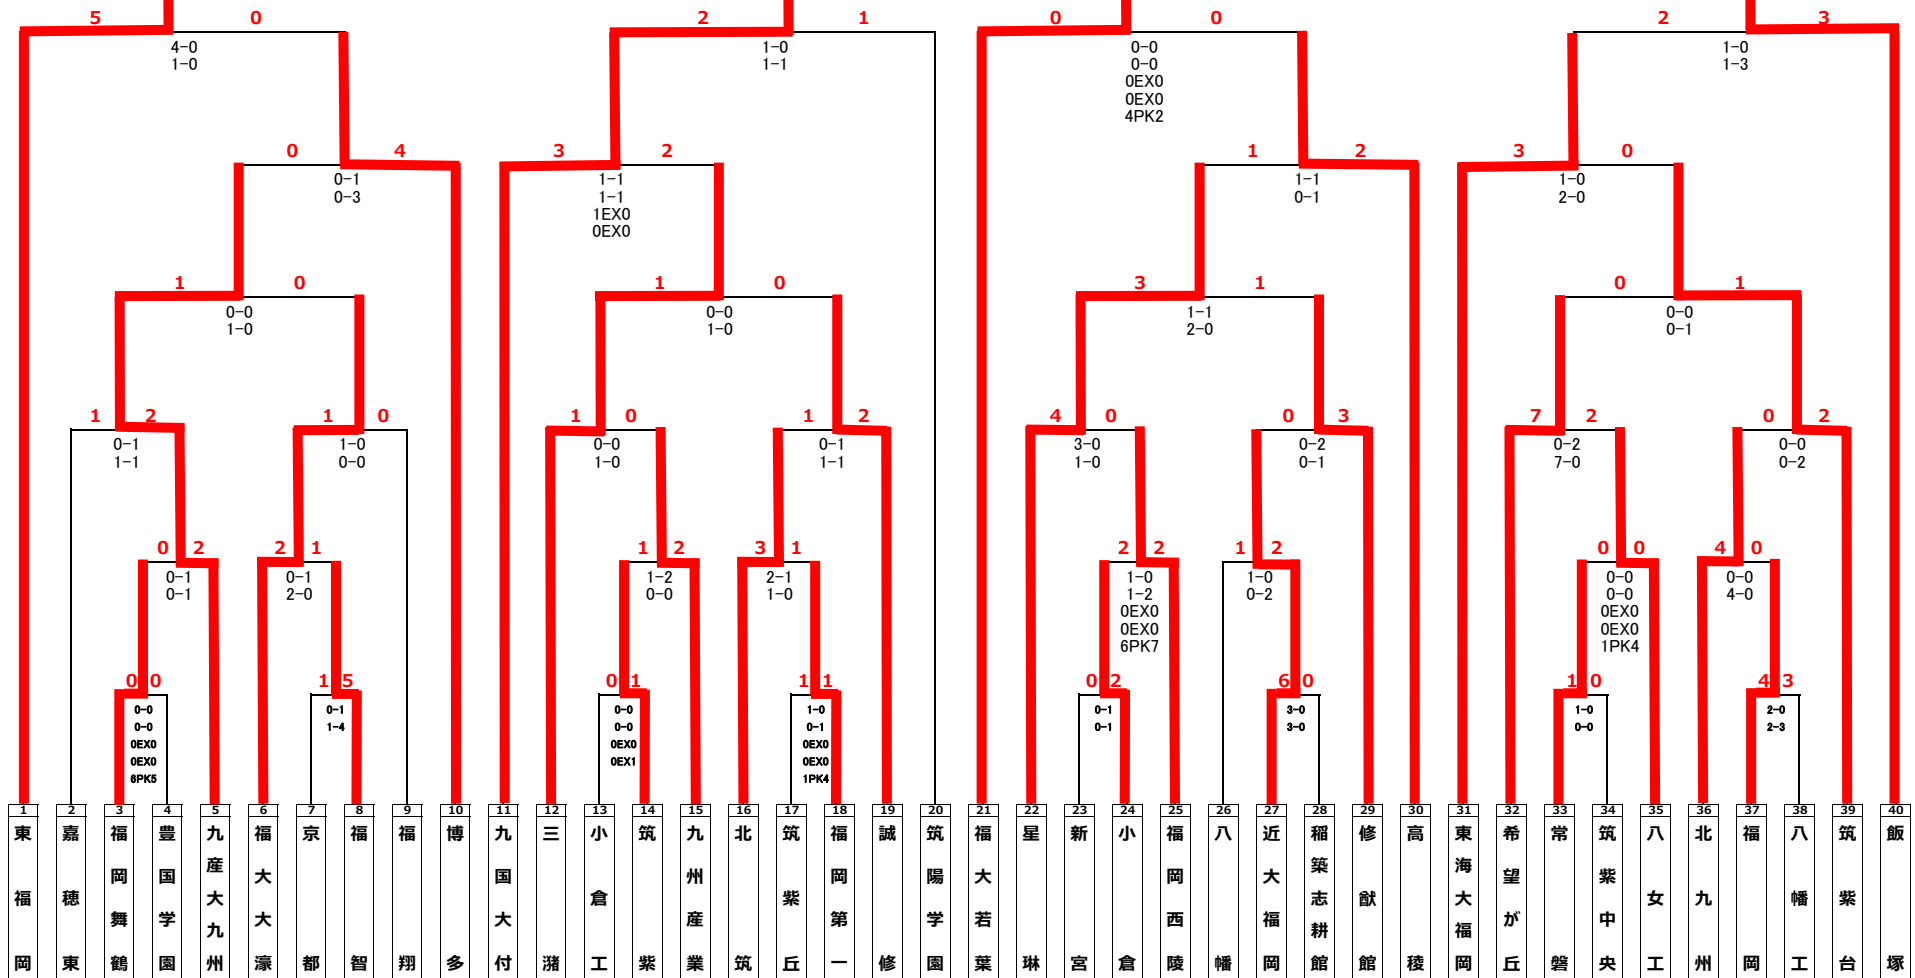 5 0 2 1 0 0 2 3
4-0 1-0 0-0 1-0
1-0 1-1 0-0 1-3
0EX0
0EX0
4PK2
0 4 3 2 1 2 3 0
0-1 1-1 1-1 1-0
0-3 1-1 0-1 2-0
1EX0
0EX0
1 0 1 0 3 1 0 1
0-0 0-0 1-1 0-0
1-0 1-0 2-0 0-1
1 2 1 0 1 0 1 2 4 0 0 3 7 2 0 2
0-1 1-0 0-0 0-1 3-0 0-2 0-2 0-0
1-1 0-0 1-0 1-1 1-0 0-1 7-0 0-2
0 2 2 1 1 2 3 1 2 2 1 2 0 0 4 0
0-1 0-1 1-2 2-1 1-0 1-0 0-0 0-0
0-1 2-0 0-0 1-0 1-2 0-2 0-0 4-0
0EX0 0EX0
0EX0 0EX0
6PK7 1PK4
0 0 1 5 0 1 1 1 0 2 6 0 1 0 4 3
0-0 0-1 0-0 1-0 0-1 3-0 1-0 2-0
0-0 1-4 0-0 0-1 0-1 3-0 0-0 2-3
0EX0 0EX0 0EX0
0EX0 0EX1 0EX0
6PK5 1PK4
1 2 3 4 5 6 7 8 9 10 11 12 13 14 15 16 17 18 19 20 21 22 23 24 25 26 27 28 29 30 31 32 33 34 35 36 37 38 39 40
東福岡
嘉穂東
福岡舞鶴
豊国学園
九産大九州
福大大濠
京都
福智
福翔
博多
九国大付
三潴
小倉工
筑紫
九州産業
北筑
筑紫丘
福岡第一
誠修
筑陽学園
福大若葉
星琳
新宮
小倉
福岡西陵
八幡
近大福岡
稲築志耕館
修猷館
高稜
東海大福岡
希望が丘
常磐
筑紫中央
八女工
北九州
福岡
八幡工
筑紫台
飯塚